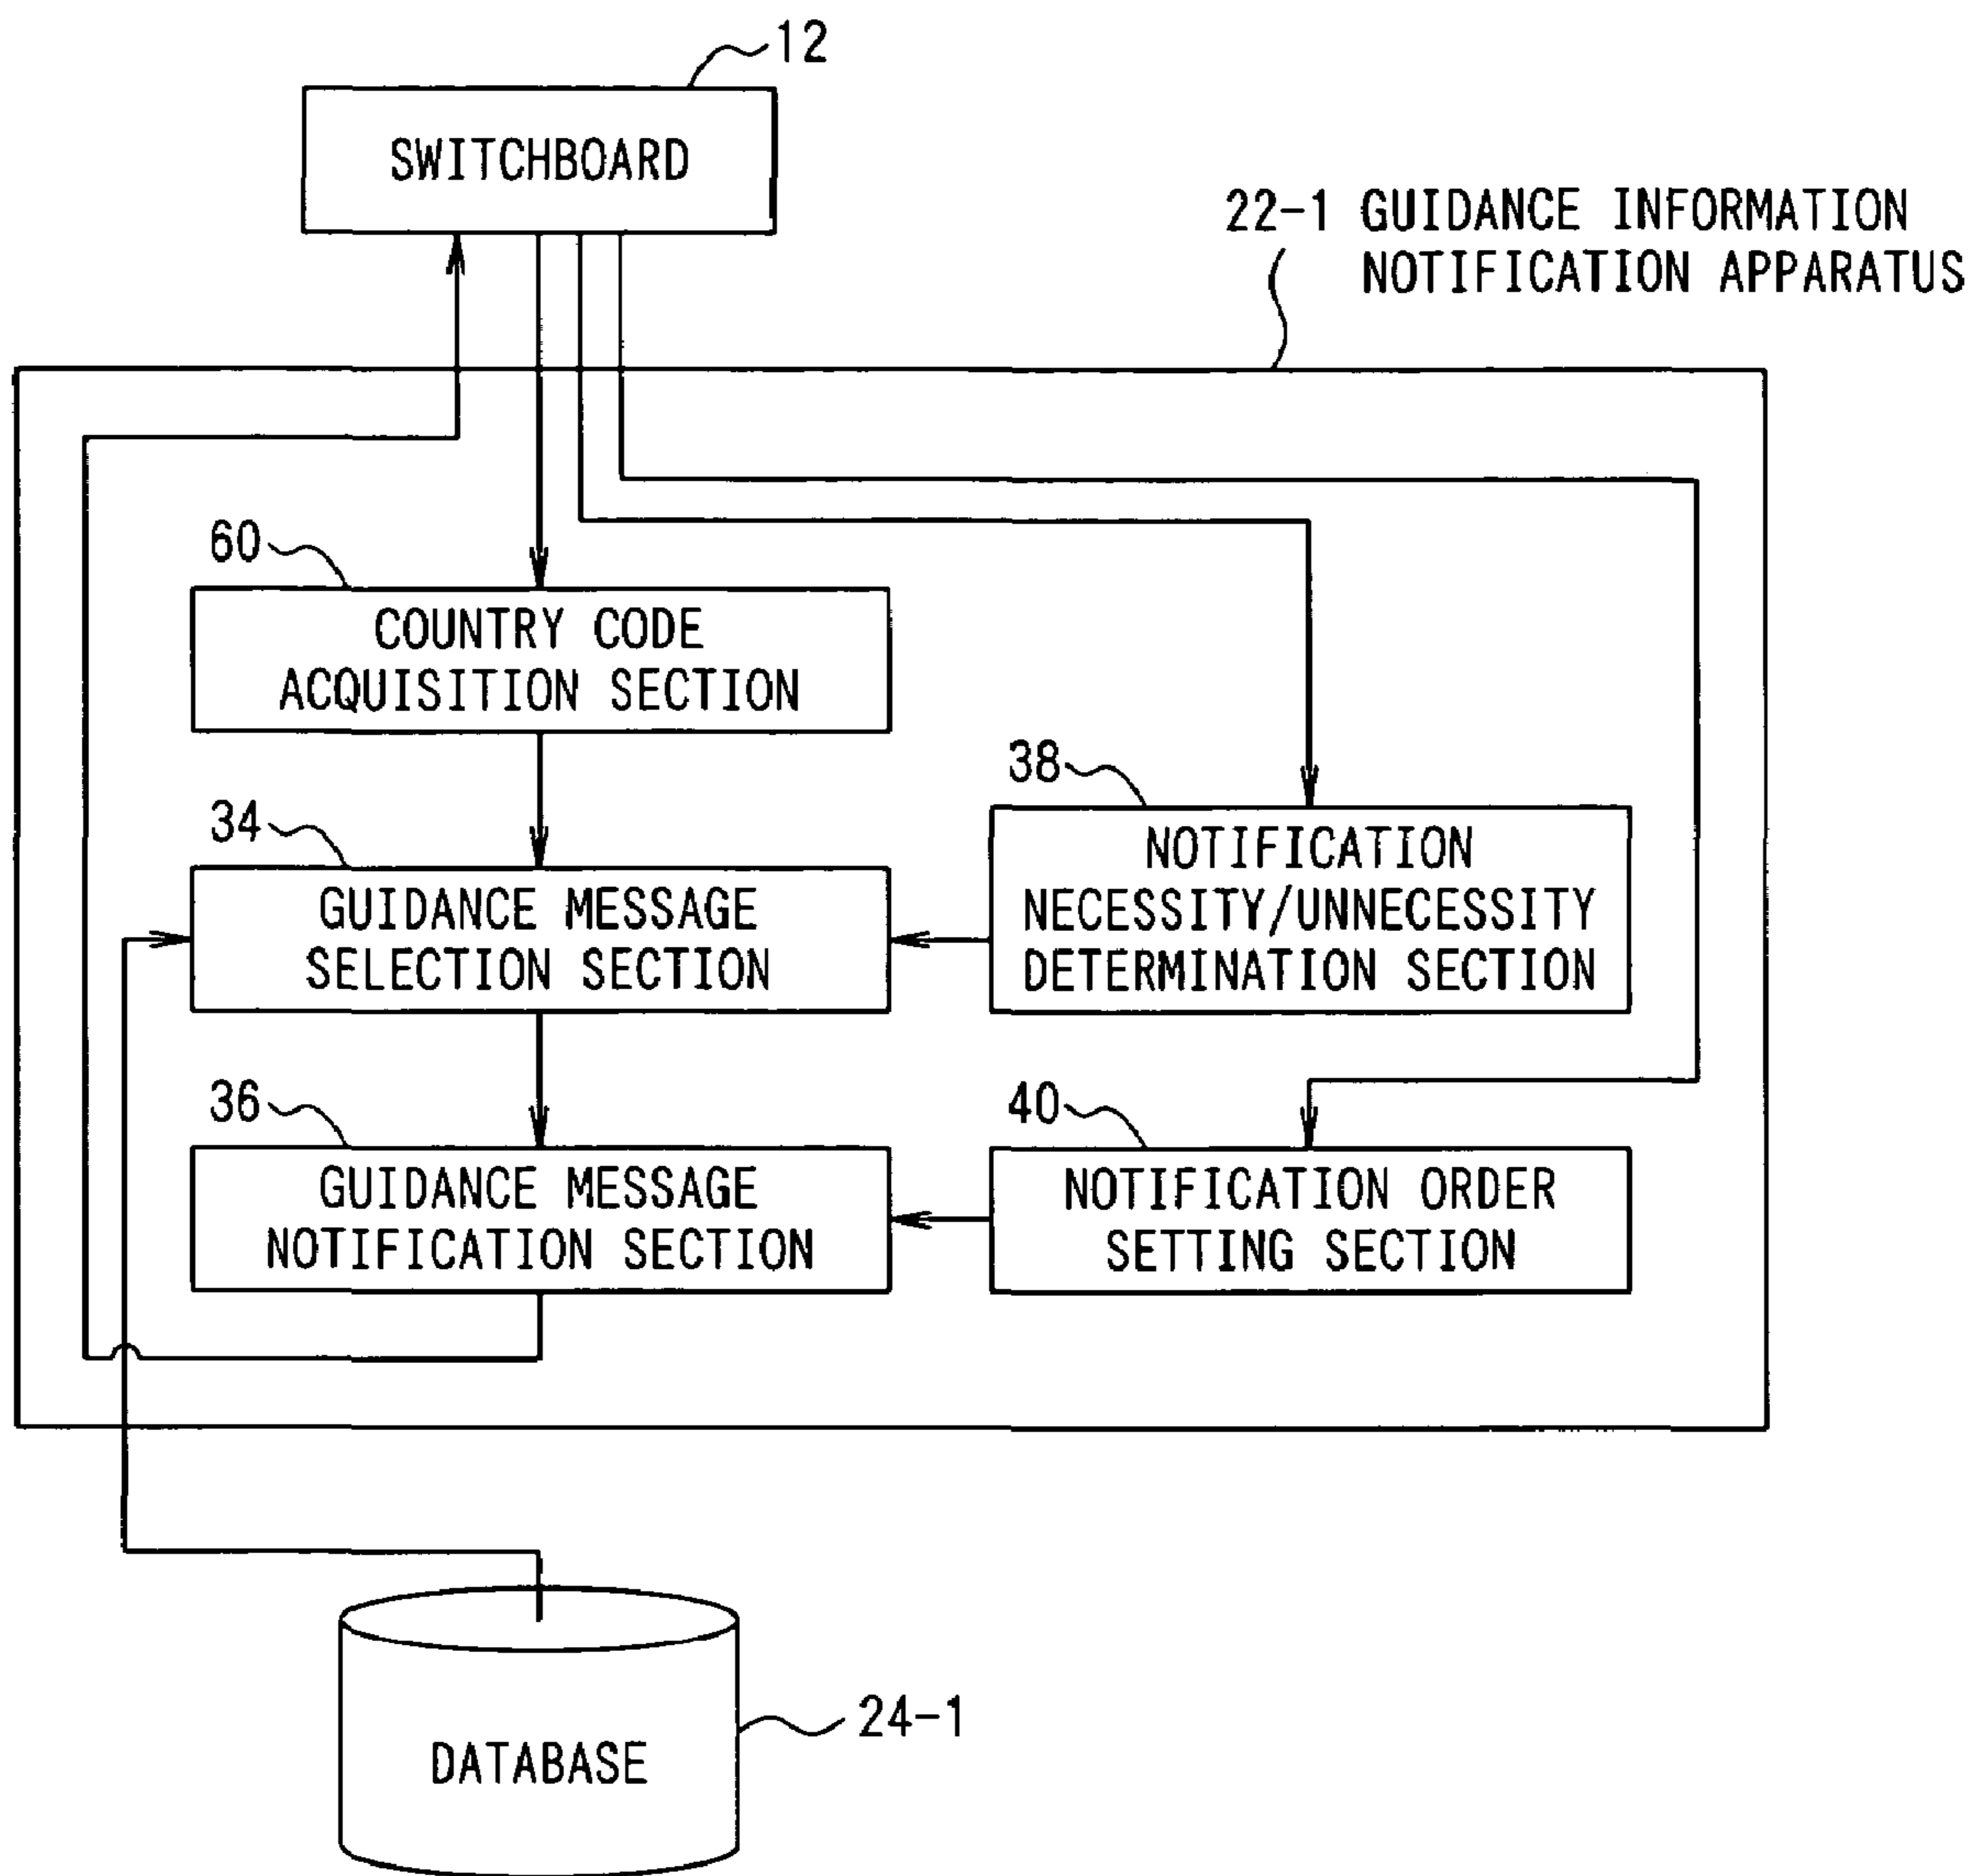 12
SWITCHBOARD
22-1 GUIDANCE INFORMATION
NOTIFICATION APPARATUS
60
COUNTRY CODE
ACQUISITION SECTION
38
NOTIFICATION
NECESSITY/UNNECESSITY
DETERMINATION SECTION
34
GUIDANCE MESSAGE
SELECTION SECTION
36
GUIDANCE MESSAGE
NOTIFICATION SECTION
40
NOTIFICATION ORDER
SETTING SECTION
24-1
DATABASE